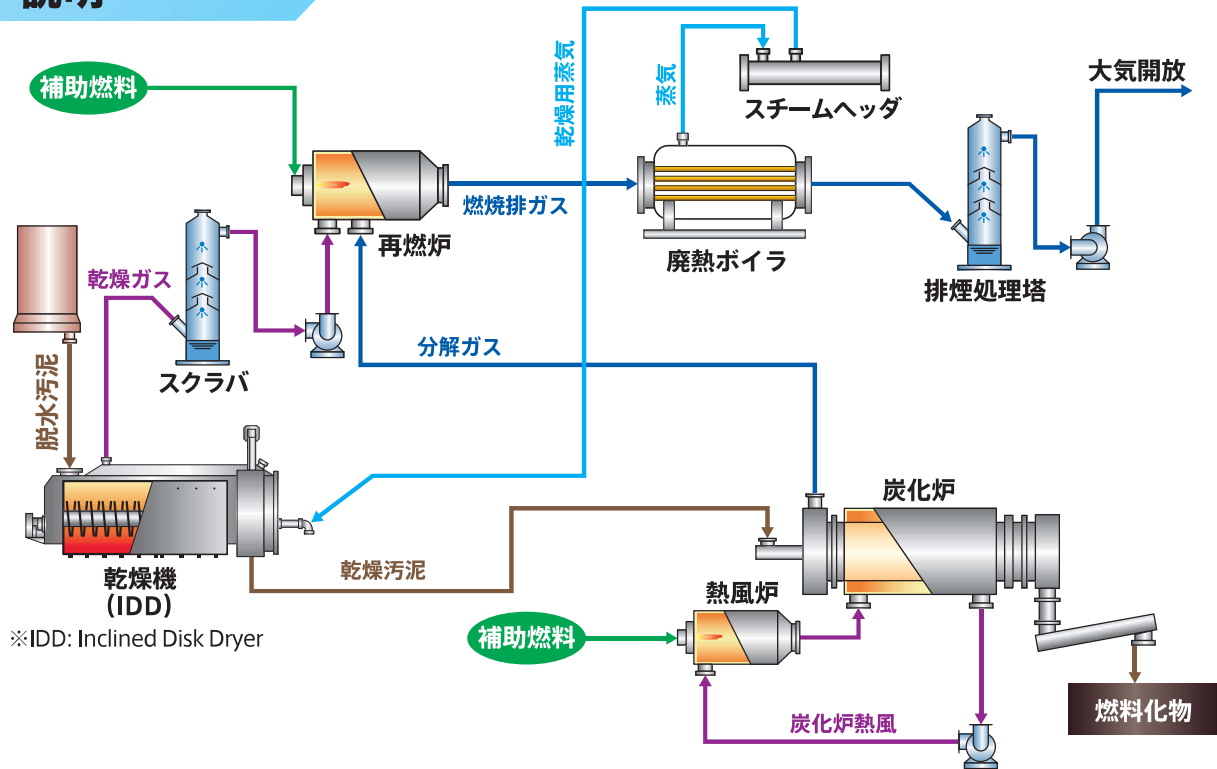 説明
補助燃料
乾燥用蒸気
蒸気
スチームヘッダ
大気開放
燃焼排ガス
再燃炉
廃熱ボイラ
排煙処理塔
乾燥ガス
スクラバ
分解ガス
脱水汚泥
炭化炉
乾燥機
(IDD)
乾燥汚泥
熱風炉
※IDD: Inclined Disk Dryer
補助燃料
炭化炉熱風
燃料化物